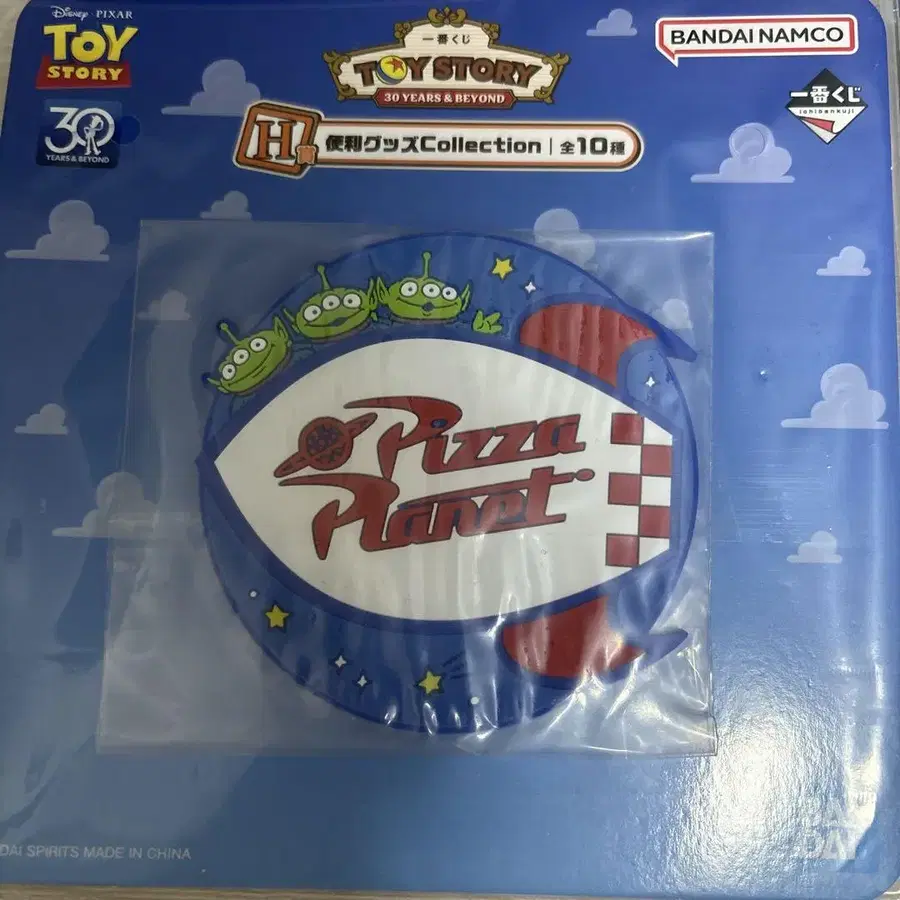 Disney · PIXAR
TOY
STORY
30
YEARS & BEYOND
一番くじ
TOY STORY
30 YEARS & BEYOND
BANDAI NAMCO
一番くじ
ichibankuji
H賞
便利グッズCollection | 全10種
Pizza
Planet
DAI SPIRITS MADE IN CHINA